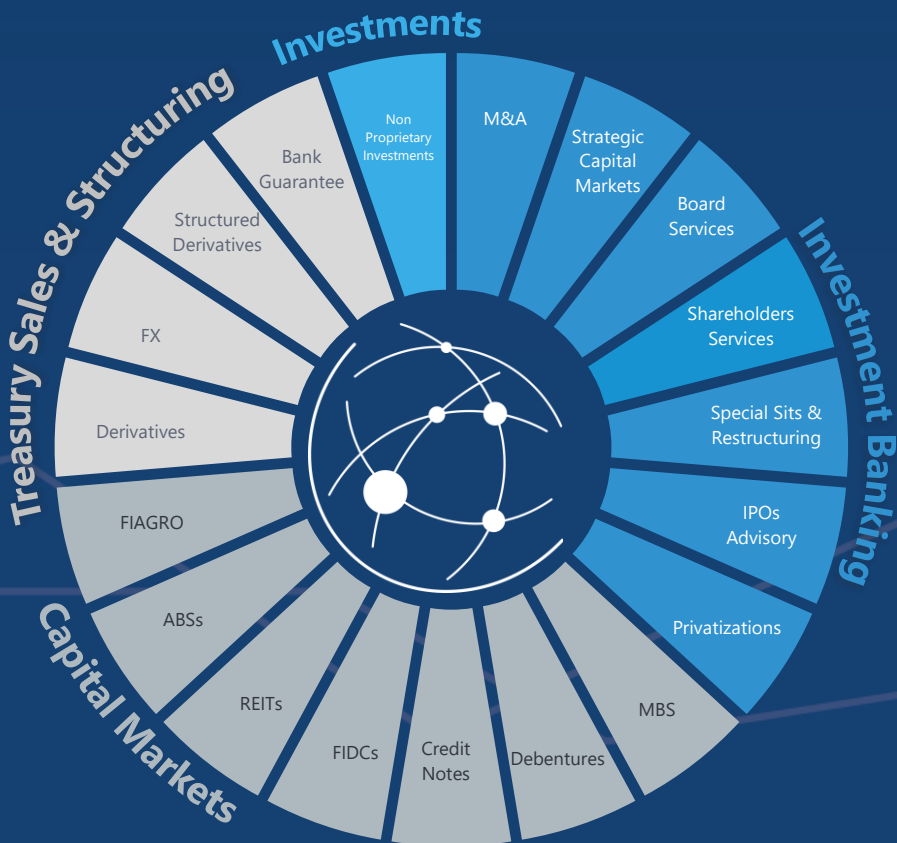 Investments
Non
Proprietary
Investments
Investment Banking
M&A
Strategic
Capital
Markets
Board
Services
Shareholders
Services
Special Sits &
Restructuring
IPOs
Advisory
Privatizations
Capital Markets
MBS
Debentures
Credit
Notes
FIDCs
REITs
ABSs
FIAGRO
Treasury Sales & Structuring
Derivatives
FX
Structured
Derivatives
Bank
Guarantee